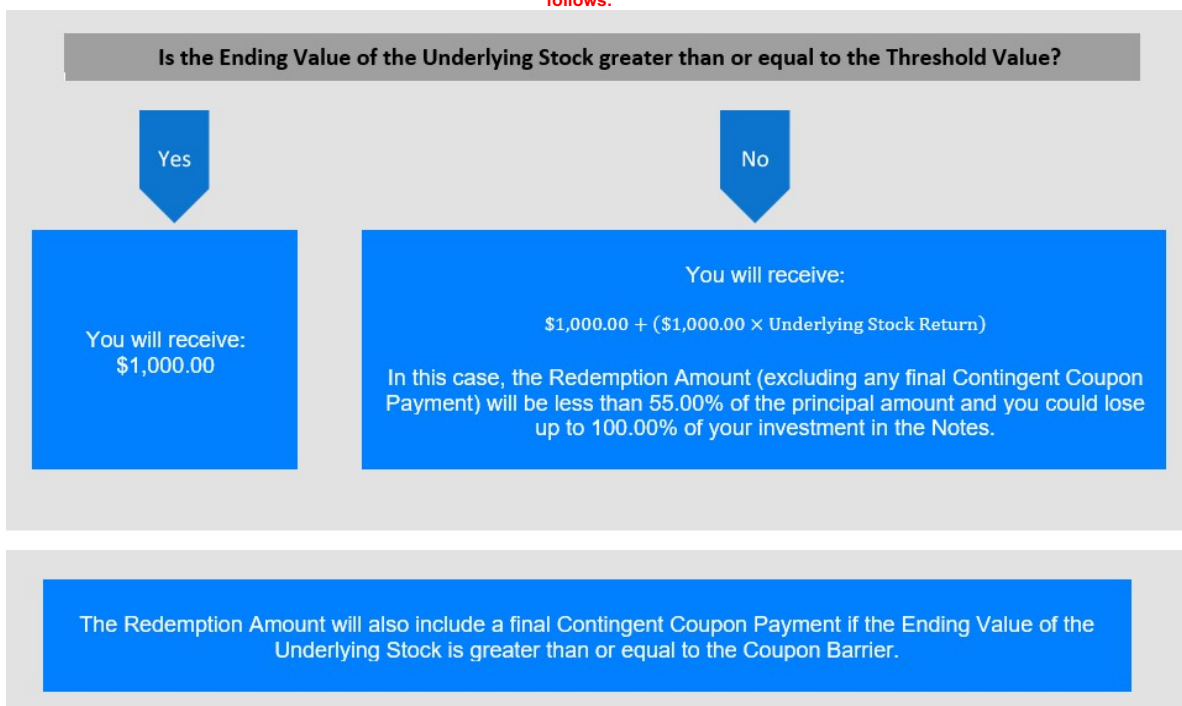 follows:
Is the Ending Value of the Underlying Stock greater than or equal to the Threshold Value?
Yes
No
You will receive:
$1,000.00
You will receive:
$1,000.00 + ($1,000.00 × Underlying Stock Return)
In this case, the Redemption Amount (excluding any final Contingent Coupon
Payment) will be less than 55.00% of the principal amount and you could lose
up to 100.00% of your investment in the Notes.
The Redemption Amount will also include a final Contingent Coupon Payment if the Ending Value of the
Underlying Stock is greater than or equal to the Coupon Barrier.